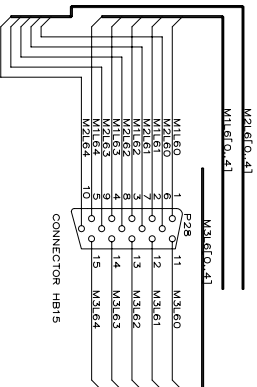 M2L6[0..4]
M1L6[0..4]
M3L6[0..4]
P28
M1L60 1
11 M3L60
M2L60 6
M1L61 2
12 M3L61
M2L61 7
M1L62 3
13 M3L62
M2L62 8
M1L63 4
14 M3L63
M2L63 9
M1L64 5
15 M3L64
M2L64 10
CONNECTOR HB15